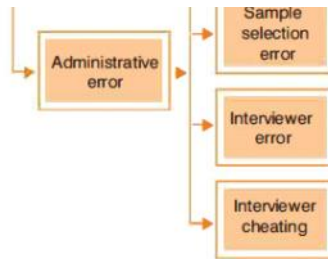 Sample
selection
error
Administrative
error
Interviewer
error
Interviewer
cheating